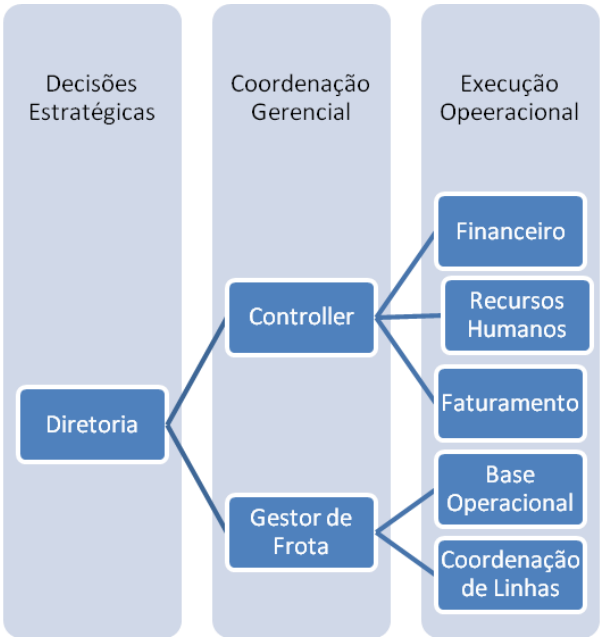 Decisões
Estratégicas
Coordenação
Gerencial
Execução
Opeeracional
Diretoria
Controller
Gestor de
Frota
Financeiro
Recursos
Humanos
Faturamento
Base
Operacional
Coordenação
de Linhas